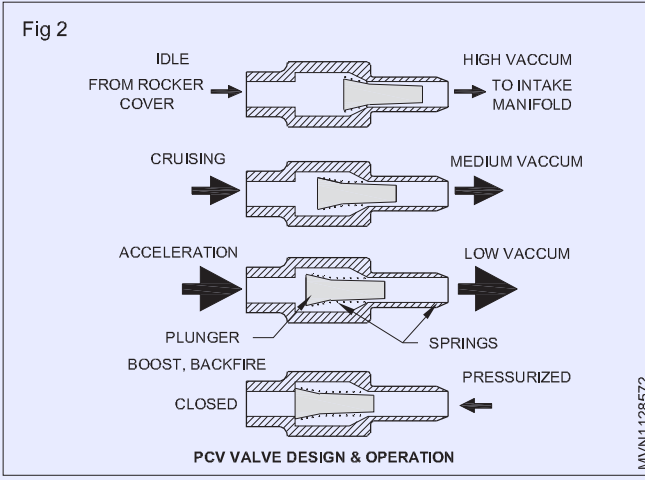 Fig 2
IDLE
HIGH VACCUM
FROM ROCKER
COVER
TO INTAKE
MANIFOLD
CRUISING
MEDIUM VACCUM
ACCELERATION
LOW VACCUM
PLUNGER
SPRINGS
BOOST, BACKFIRE
PRESSURIZED
CLOSED
PCV VALVE DESIGN & OPERATION
MVN1128572